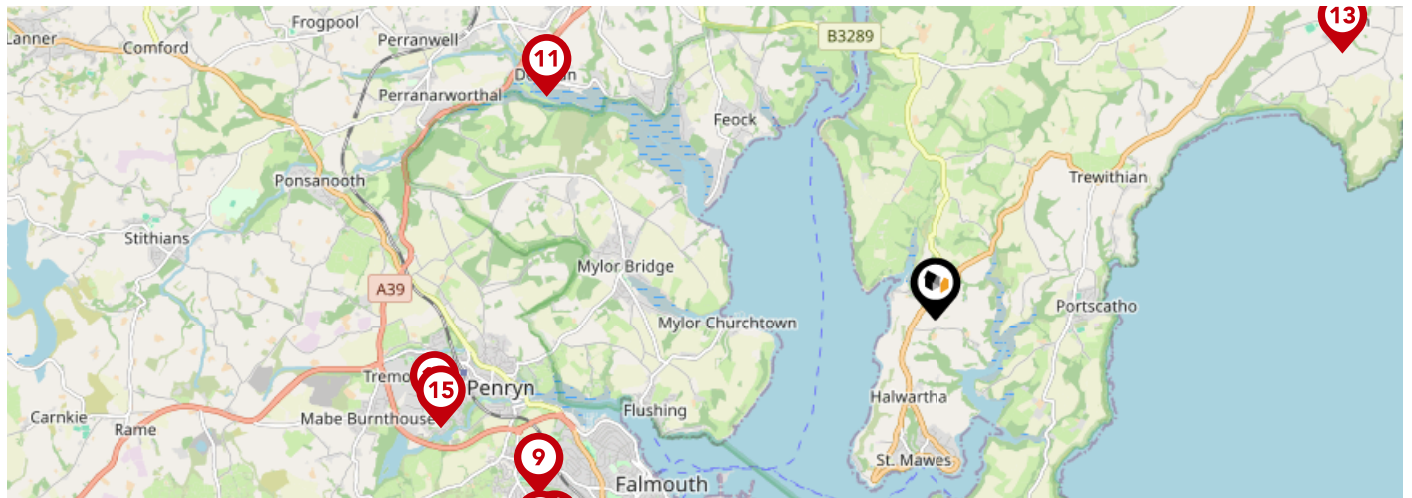 Frogpool
13
Lanner
Perranwell
B3289
Comford
11
Perranarworthal
Feock
Ponsanooth
Trewithian
Stithians
Mylor Bridge
A39
Portscatho
Mylor Churchtown
15
Penryn
Halwartha
Carnkie
Mabe Burnthouse
Flushing
Rame
9
St. Mawes
Falmouth